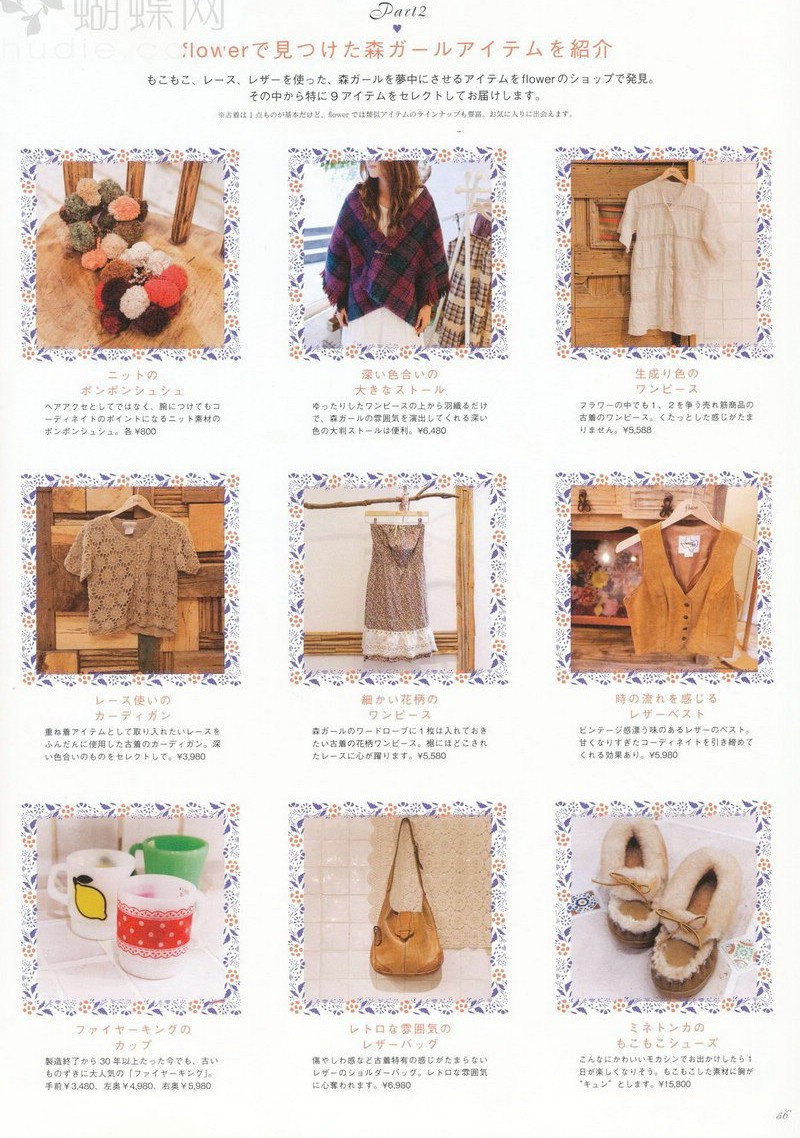 蝴蝶网
hudie.c
Part2
flowerで見つけた森ガールアイテムを紹介
もこもこ、レース、レザーを使った、森ガールを夢中にさせるアイテムをflowerのショップで発見。
その中から特に9アイテムをセレクトしてお届けします。
※古着は1点ものが基本だけど、flowerでは類似アイテムのラインナップも豊富。お気に入りに出会えます。
ニットの
ポンポンシュシュ
ヘアアクセとしてではなく、腕につけてもコ
ーディネイトのポイントになるニット素材の
ポンポンシュシュ。各¥800
深い色合いの
大きなストール
ゆったりしたワンピースの上から羽織るだけ
で、森ガールの雰囲気を演出してくれる深い
色の大判ストールは便利。¥6,480
生成り色の
ワンピース
フラワーの中でも1、2を争う売れ筋商品の
古着のワンピース。くたっとした感じがたま
りません。¥5,588
レース使いの
カーディガン
重ね着アイテムとして取り入れたいレースを
ふんだんに使用した古着のカーディガン。深
い色合いのものをセレクトして。¥3,980
細かい花柄の
ワンピース
森ガールのワードローブに1枚は入れておき
たい古着の花柄ワンピース。裾にほどこされ
たレースに心が躍ります。¥5,580
時の流れを感じる
レザーベスト
ビンテージ感漂う味のあるレザーのベスト。
甘くなりすぎたコーディネイトを引き締めて
くれる効果あり。¥5,980
ファイヤーキングの
カップ
製造終了から30年以上たった今でも、古い
ものずきに大人気の「ファイヤーキング」。
手前¥3,480、左奥¥4,980、右奥¥5,980
レトロな雰囲気の
レザーバッグ
傷やしわ感など古着特有の感じがたまらない
レザーのショルダーバッグ。レトロな雰囲気
に心奪われます。¥6,980
ミネトンカの
もこもこシューズ
こんなにかわいいモカシンでお出かけしたら1
日が楽しくなりそう。もこもこした素材に胸が
"キュン"とします。¥15,800
56